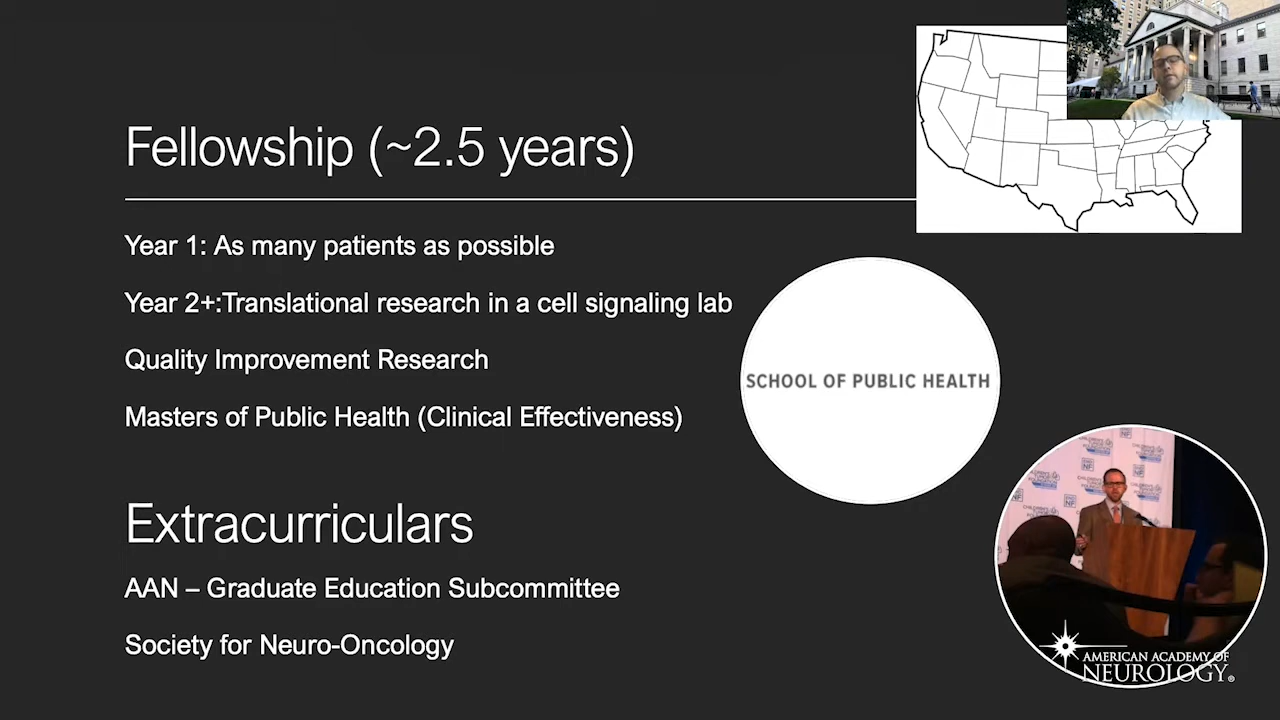 Fellowship (~2.5 years)
Year 1: As many patients as possible
Year 2+:Translational research in a cell signaling lab
Quality Improvement Research
Masters of Public Health (Clinical Effectiveness)
SCHOOL OF PUBLIC HEALTH
Extracurriculars
AAN – Graduate Education Subcommittee
Society for Neuro-Oncology
AMERICAN ACADEMY OF
NEUROLOGY®